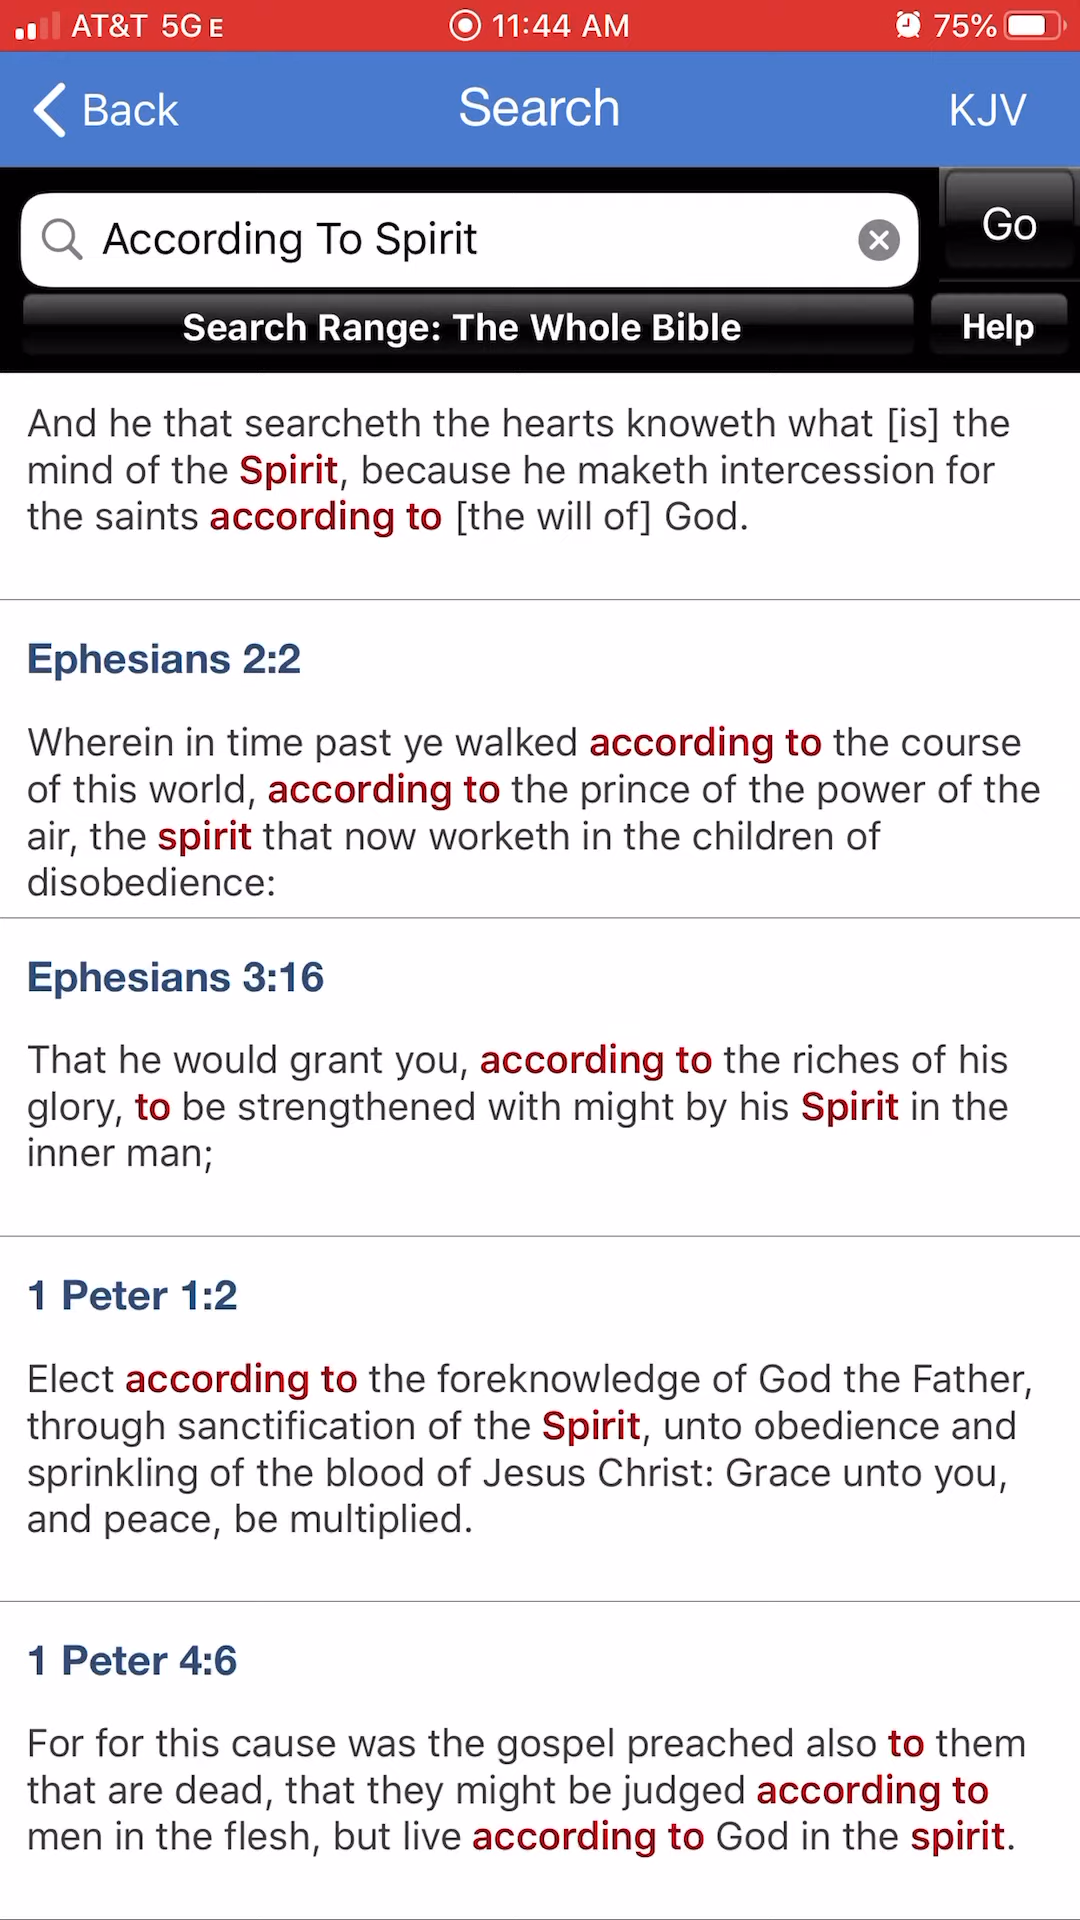 AT&T 5GE 11:44 AM 75%
Back Search KJV
According To Spirit Go
Search Range: The Whole Bible Help
And he that searcheth the hearts knoweth what [is] the
mind of the Spirit, because he maketh intercession for
the saints according to [the will of] God.
Ephesians 2:2
Wherein in time past ye walked according to the course
of this world, according to the prince of the power of the
air, the spirit that now worketh in the children of
disobedience:
Ephesians 3:16
That he would grant you, according to the riches of his
glory, to be strengthened with might by his Spirit in the
inner man;
1 Peter 1:2
Elect according to the foreknowledge of God the Father,
through sanctification of the Spirit, unto obedience and
sprinkling of the blood of Jesus Christ: Grace unto you,
and peace, be multiplied.
1 Peter 4:6
For for this cause was the gospel preached also to them
that are dead, that they might be judged according to
men in the flesh, but live according to God in the spirit.